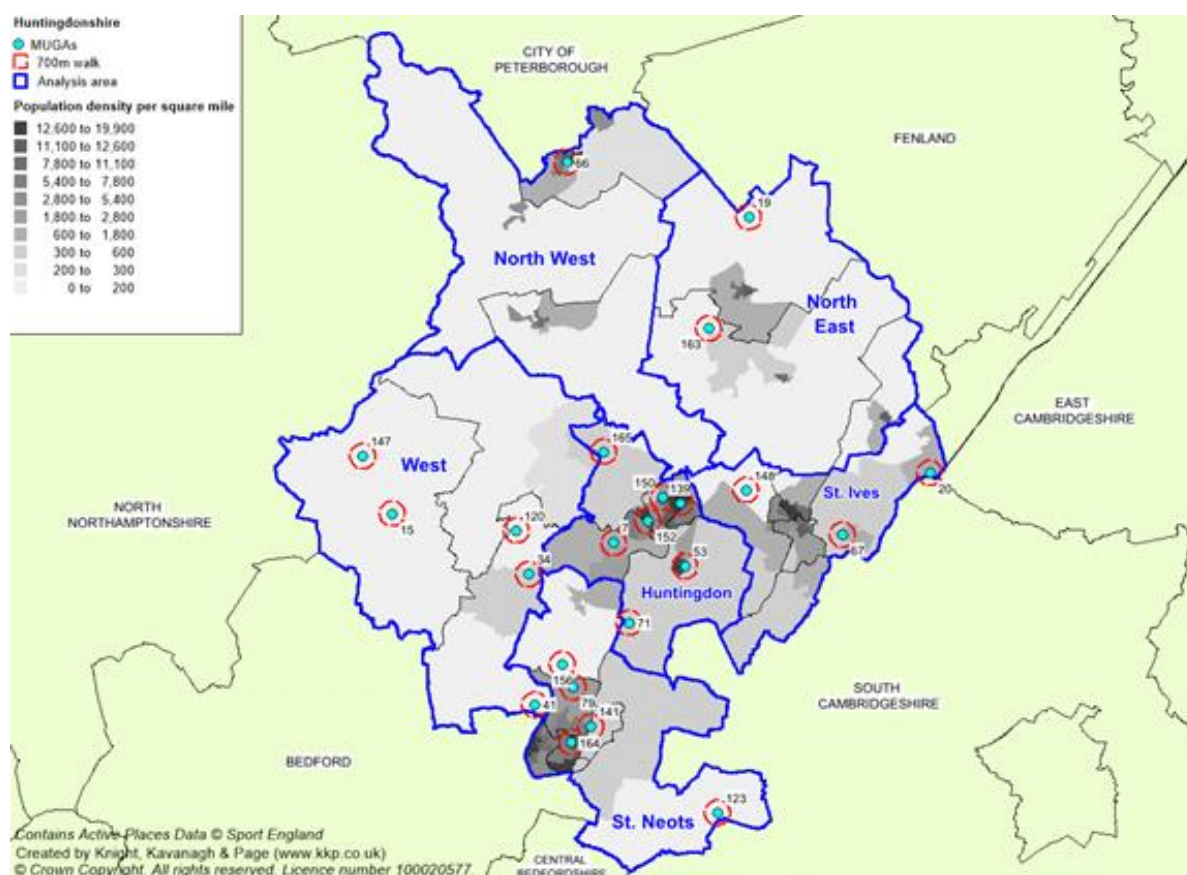 Huntingdonshire
MUGAs
700m walk
Analysis area
Population density per square mile
12,600 to 19,900
11,100 to 12,600
7,800 to 11,100
5,400 to 7,800
2,800 to 5,400
1,800 to 2,800
600 to 1,800
300 to 600
200 to 300
0 to 200
CITY OF
PETERBOROUGH
FENLAND
66
19
North West
North
East
163
EAST
CAMBRIDGESHIRE
147
West
165
NORTH
NORTHAMPTONSHIRE
15
120
150
139
148
St. Ives
20
152
47
53
67
34
Huntingdon
71
156
41
79
141
164
SOUTH
CAMBRIDGESHIRE
BEDFORD
123
St. Neots
Contains Active Places Data © Sport England
Created by Knight, Kavanagh & Page (www.kkp.co.uk)
© Crown Copyright. All rights reserved. Licence number 100020577.
CENTRAL
BEDFORDSHIRE